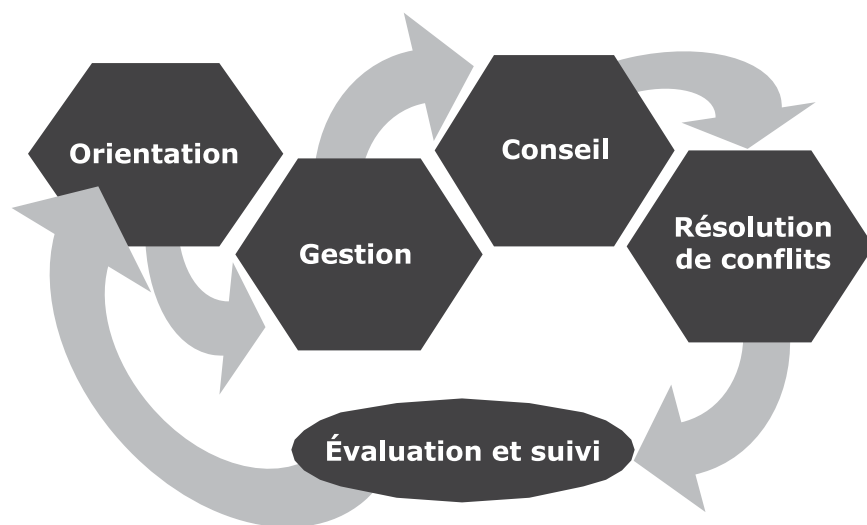 Orientation
Gestion
Conseil
Résolution
de conflits
Évaluation et suivi